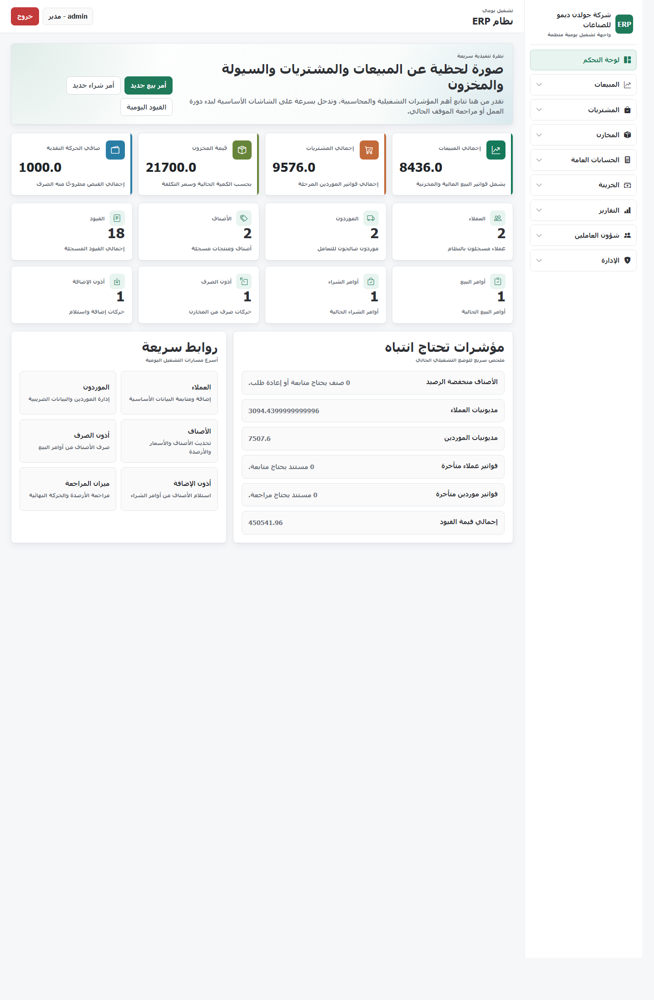 ERP
شركة جولدن ديمو
للصناعات
واجهة تشغيل يومية منظمة
لوحة التحكم
المبيعات
المشتريات
المخازن
الحسابات العامة
الخزينة
التقارير
شؤون العاملين
الإدارة
تشغيل يومي
نظام ERP
admin - مدير
خروج
نظرة تنفيذية سريعة
صورة لحظية عن المبيعات والمشتريات والسيولة
والمخزون
تقدر من هنا تتابع أهم المؤشرات التشغيلية والمحاسبية، وتدخل بسرعة على الشاشات الأساسية لبدء دورة
العمل أو مراجعة الموقف الحالي.
أمر بيع جديد
أمر شراء جديد
القيود اليومية
إجمالي المبيعات
8436.0
يشمل فواتير البيع المالية والمخزنية
إجمالي المشتريات
9576.0
إجمالي فواتير الموردين المرحلة
قيمة المخزون
21700.0
بحسب الكمية الحالية وسعر التكلفة
صافي الحركة النقدية
1000.0
إجمالي القبض مطروحًا منه الصرف
العملاء
2
عملاء مسجلون بالنظام
الموردون
2
موردون صالحون للتعامل
الأصناف
2
أصناف ومنتجات مسجلة
القيود
18
إجمالي القيود المسجلة
أوامر البيع
1
أوامر البيع الحالية
أوامر الشراء
1
أوامر الشراء الحالية
أذون الصرف
1
حركات صرف من المخازن
أذون الإضافة
1
حركات إضافة واستلام
مؤشرات تحتاج انتباه
ملخص سريع للوضع التشغيلي الحالي
الأصناف منخفضة الرصيد
0 صنف يحتاج متابعة أو إعادة طلب.
مديونيات العملاء
3094.4399999999996
مديونيات الموردين
7507.6
فواتير عملاء متأخرة
0 مستند يحتاج متابعة.
فواتير موردين متأخرة
0 مستند يحتاج مراجعة.
إجمالي قيمة القيود
450541.96
روابط سريعة
أسرع مسارات التشغيل اليومية
العملاء
إضافة ومتابعة البيانات الأساسية
الموردون
إدارة الموردين والبيانات الضريبية
الأصناف
تحديث الأصناف والأسعار
والأرصدة
أذون الصرف
صرف الأصناف من أوامر البيع
أذون الإضافة
استلام الأصناف من أوامر الشراء
ميزان المراجعة
مراجعة الأرصدة والحركة النهائية